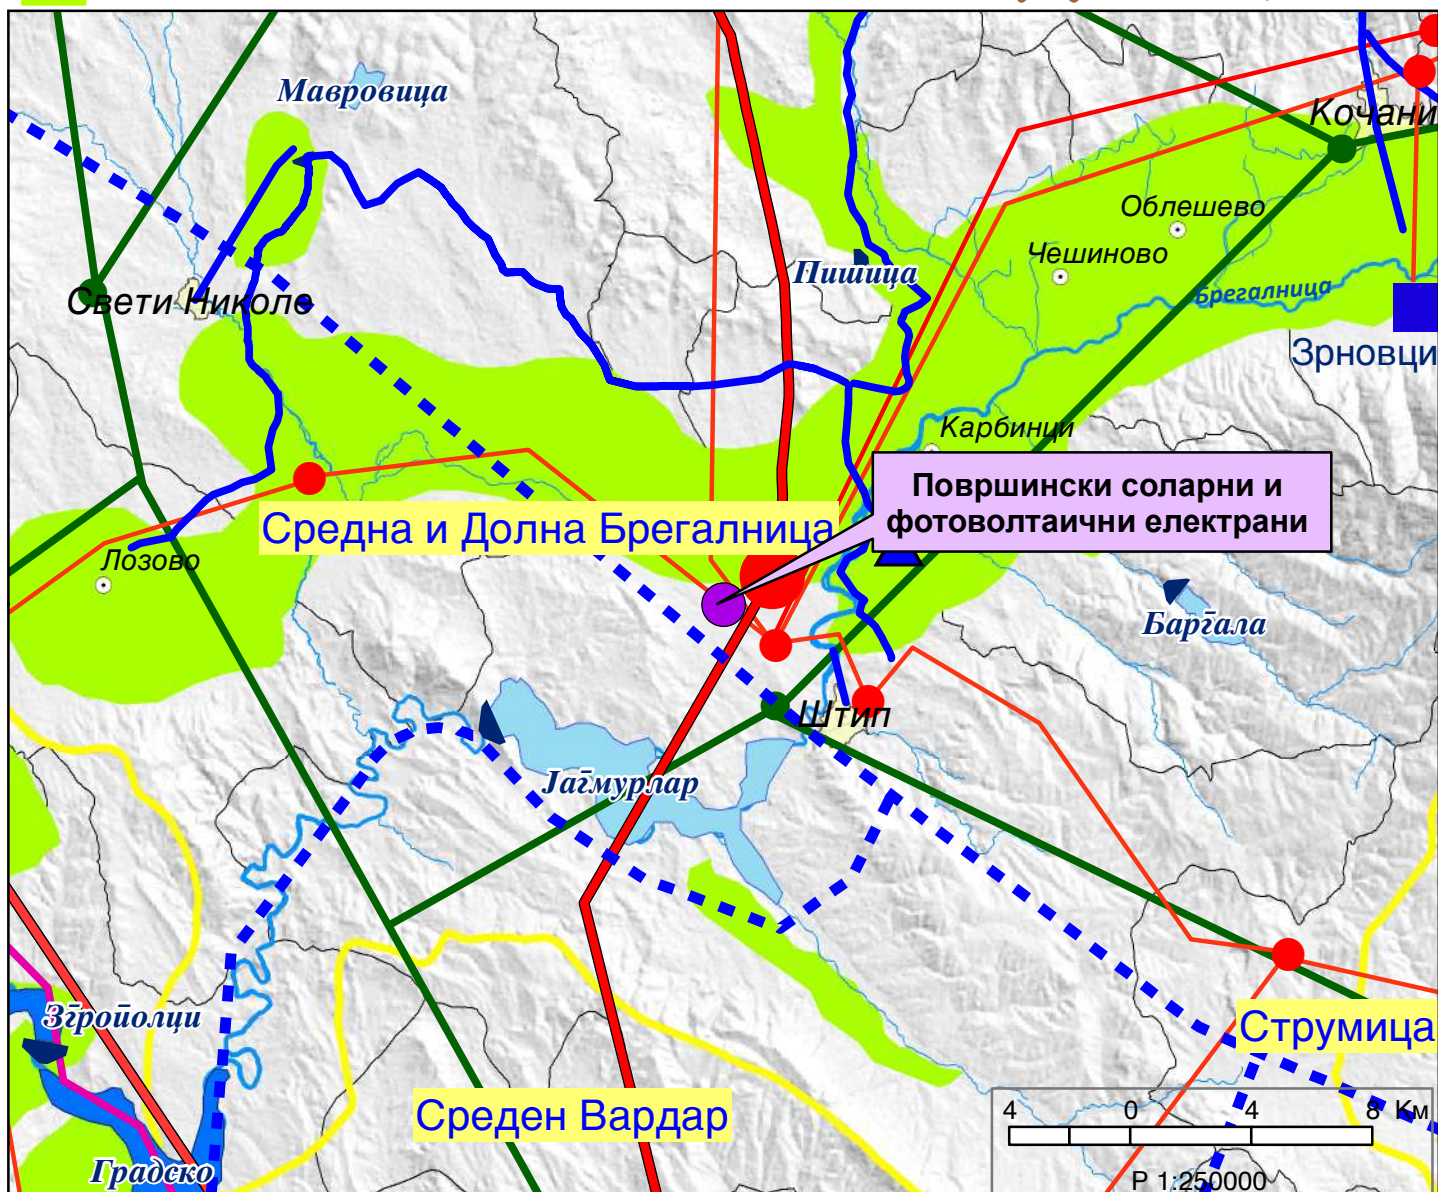 Мавровица
Кочани
Облешево
Чешиново
Пишица
Брегалница
Свети Николе
Зрновци
Карбинци
Површински соларни и
фотоволтаични електрани
Средна и Долна Брегалница
Лозово
Баргала
Штип
Јагмурлар
Згрополци
Струмица
Среден Вардар
4 0 4 8 Км
Р 1:250000
Градско